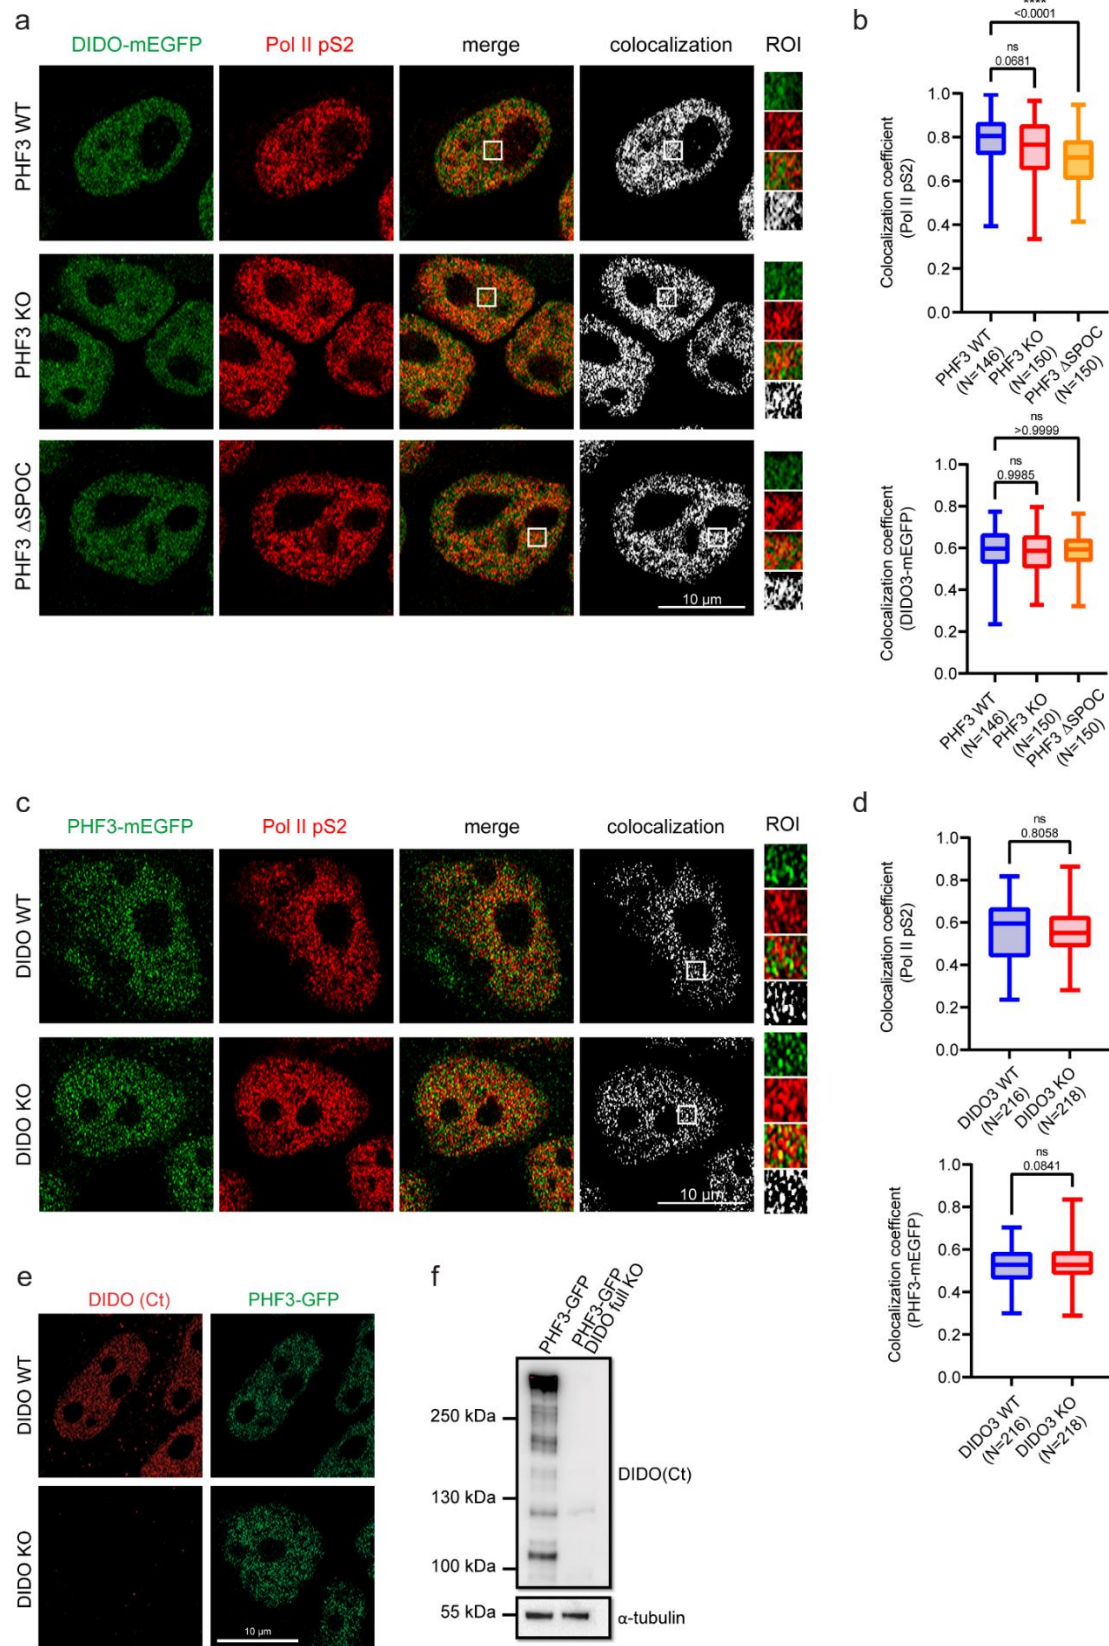 a
DIDO-mEGFP Pol II pS2 merge colocalization ROI
PHF3 WT
PHF3 KO
PHF3 ΔSPOC
10 µm
b
****
<0.0001
ns
0.0681
1.0
0.8
0.6
0.4
0.2
0.0
Colocalization coefficient
(Pol II pS2)
PHF3 WT
(N=146)
PHF3 KO
(N=150)
PHF3 ΔSPOC
(N=150)
ns
>0.9999
ns
0.9985
1.0
0.8
0.6
0.4
0.2
0.0
Colocalization coefficent
(DIDO3-mEGFP)
PHF3 WT
(N=146)
PHF3 KO
(N=150)
PHF3 ΔSPOC
(N=150)
c
PHF3-mEGFP Pol II pS2 merge colocalization ROI
DIDO WT
DIDO KO
10 µm
d
ns
0.8058
1.0
0.8
0.6
0.4
0.2
0.0
Colocalization coefficient
(Pol II pS2)
DIDO3 WT
(N=216)
DIDO3 KO
(N=218)
ns
0.0841
1.0
0.8
0.6
0.4
0.2
0.0
Colocalization coefficent
(PHF3-mEGFP)
DIDO3 WT
(N=216)
DIDO3 KO
(N=218)
e
DIDO (Ct) PHF3-GFP
DIDO WT
DIDO KO
10 µm
f
PHF3-GFP
PHF3-GFP
DIDO full KO
250 kDa
130 kDa
100 kDa
55 kDa
DIDO(Ct)
α-tubulin